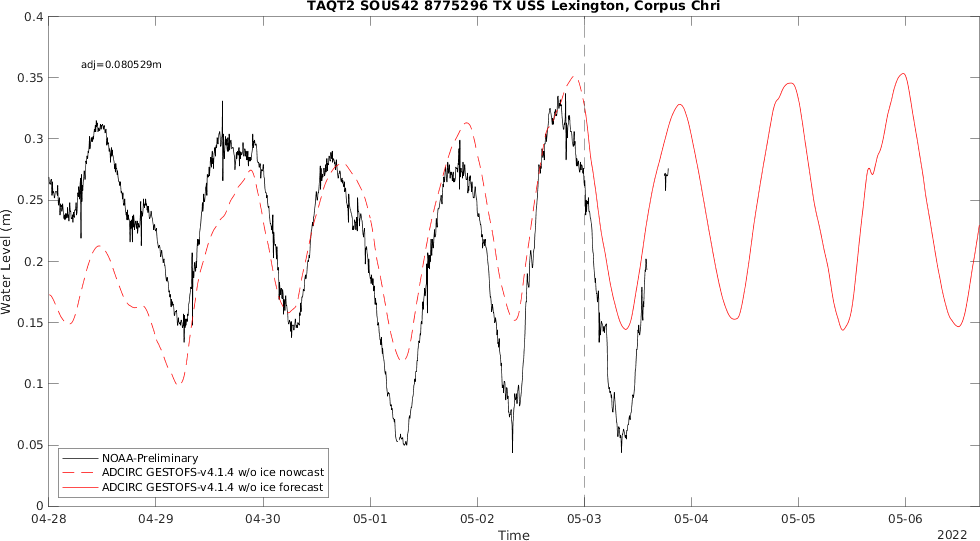 TAQT2 SOUS42 8775296 TX USS Lexington, Corpus Chri
adj=0.080529m
0.4
0.35
0.3
0.25
0.2
0.15
0.1
0.05
0
Water Level (m)
NOAA-Preliminary
ADCIRC GESTOFS-v4.1.4 w/o ice nowcast
ADCIRC GESTOFS-v4.1.4 w/o ice forecast
04-28 04-29 04-30 05-01 05-02 05-03 05-04 05-05 05-06
Time
2022